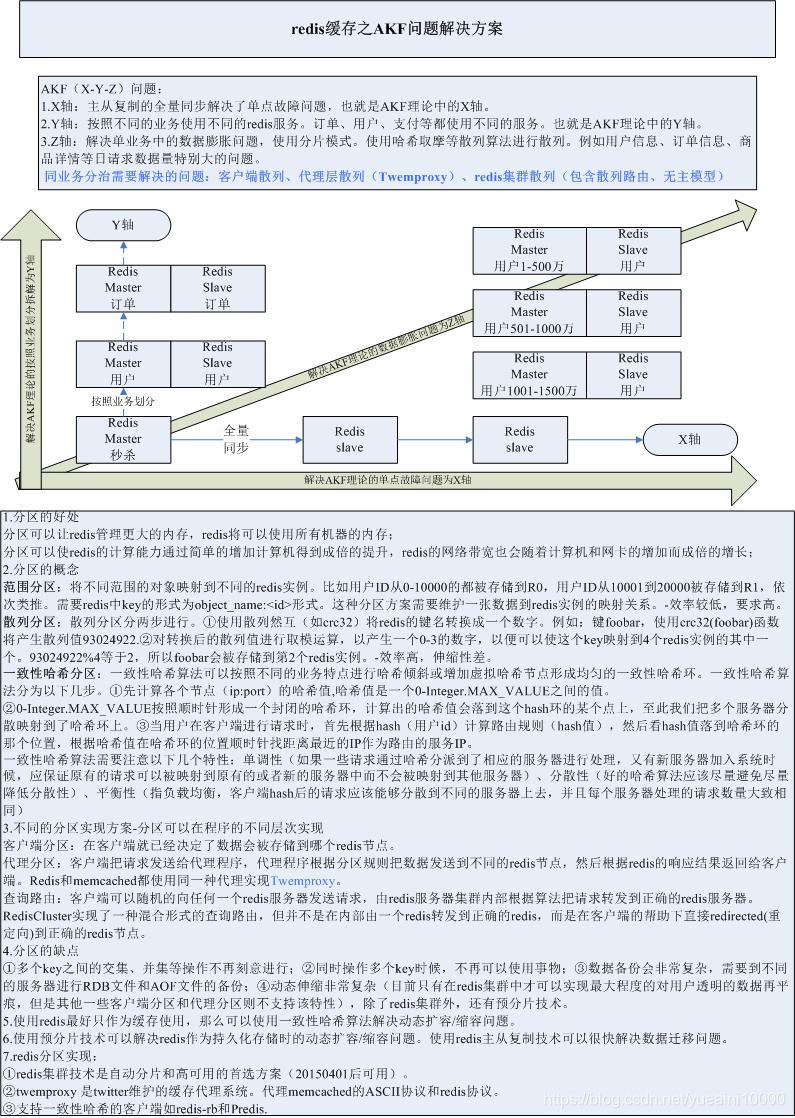 redis缓存之AKF问题解决方案
AKF（X-Y-Z）问题：
1.X轴：主从复制的全量同步解决了单点故障问题，也就是AKF理论中的X轴。
2.Y轴：按照不同的业务使用不同的redis服务。订单、用户、支付等都使用不同的服务。也就是AKF理论中的Y轴。
3.Z轴：解决单业务中的数据膨胀问题，使用分片模式。使用哈希取摩等散列算法进行散列。例如用户信息、订单信息、商
品详情等日请求数据量特别大的问题。
同业务分治需要解决的问题：客户端散列、代理层散列（Twemproxy）、redis集群散列（包含散列路由、无主模型）
解决AKF理论的按照业务划分拆解为Y轴
Y轴
Redis
Master
订单
Redis
Slave
订单
Redis
Master
用户
Redis
Slave
用户
按照业务划分
Redis
Master
秒杀
全量
同步
Redis
slave
Redis
slave
X轴
解决AKF理论的数据膨胀问题为Z轴
Redis
Master
用户1-500万
Redis
Slave
用户
Redis
Master
用户501-1000万
Redis
Slave
用户
Redis
Master
用户1001-1500万
Redis
Slave
用户
解决AKF理论的单点故障问题为X轴
1.分区的好处
分区可以让redis管理更大的内存，redis将可以使用所有机器的内存；
分区可以使redis的计算能力通过简单的增加计算机得到成倍的提升，redis的网络带宽也会随着计算机和网卡的增加而成倍的增长；
2.分区的概念
范围分区：将不同范围的对象映射到不同的redis实例。比如用户ID从0-10000的都被存储到R0，用户ID从10001到20000被存储到R1，依
次类推。需要redis中key的形式为object_name:<id>形式。这种分区方案需要维护一张数据到redis实例的映射关系。-效率较低，要求高。
散列分区：散列分区分两步进行。①使用散列然互（如crc32）将redis的键名转换成一个数字。例如：键foobar，使用crc32(foobar)函数
将产生散列值93024922.②对转换后的散列值进行取模运算，以产生一个0-3的数字，以便可以使这个key映射到4个redis实例的其中一
个。93024922%4等于2，所以foobar会被存储到第2个redis实例。-效率高，伸缩性差。
一致性哈希分区：一致性哈希算法可以按照不同的业务特点进行哈希倾斜或增加虚拟哈希节点形成均匀的一致性哈希环。一致性哈希算
法分为以下几步。①先计算各个节点（ip:port）的哈希值,哈希值是一个0-Integer.MAX_VALUE之间的值。
②0-Integer.MAX_VALUE按照顺时针形成一个封闭的哈希环，计算出的哈希值会落到这个hash环的某个点上，至此我们把多个服务器分
散映射到了哈希环上。③当用户在客户端进行请求时，首先根据hash（用户id）计算路由规则（hash值），然后看hash值落到哈希环的
那个位置，根据哈希值在哈希环的位置顺时针找距离最近的IP作为路由的服务IP。
一致性哈希算法需要注意以下几个特性：单调性（如果一些请求通过哈希分派到了相应的服务器进行处理，又有新服务器加入系统时
候，应保证原有的请求可以被映射到原有的或者新的服务器中而不会被映射到其他服务器）、分散性（好的哈希算法应该尽量避免尽量
降低分散性）、平衡性（指负载均衡，客户端hash后的请求应该能够分散到不同的服务器上去，并且每个服务器处理的请求数量大致相
同）
3.不同的分区实现方案-分区可以在程序的不同层次实现
客户端分区：在客户端就已经决定了数据会被存储到哪个redis节点。
代理分区：客户端把请求发送给代理程序，代理程序根据分区规则把数据发送到不同的redis节点，然后根据redis的响应结果返回给客户
端。Redis和memcached都使用同一种代理实现Twemproxy。
查询路由：客户端可以随机的向任何一个redis服务器发送请求，由redis服务器集群内部根据算法把请求转发到正确的redis服务器。
RedisCluster实现了一种混合形式的查询路由，但并不是在内部由一个redis转发到正确的redis，而是在客户端的帮助下直接redirected(重
定向)到正确的redis节点。
4.分区的缺点
①多个key之间的交集、并集等操作不再刻意进行；②同时操作多个key时候，不再可以使用事物；③数据备份会非常复杂，需要到不同
的服务器进行RDB文件和AOF文件的备份；④动态伸缩非常复杂（目前只有在redis集群中才可以实现最大程度的对用户透明的数据再平
痕，但是其他一些客户端分区和代理分区则不支持该特性），除了redis集群外，还有预分片技术。
5.使用redis最好只作为缓存使用，那么可以使用一致性哈希算法解决动态扩容/缩容问题。
6.使用预分片技术可以解决redis作为持久化存储时的动态扩容/缩容问题。使用redis主从复制技术可以很快解决数据迁移问题。
7.redis分区实现：
①redis集群技术是自动分片和高可用的首选方案（20150401后可用）。
②twemproxy 是twitter维护的缓存代理系统。代理memcached的ASCII协议和redis协议。
③支持一致性哈希的客户端如redis-rb和Predis.
https://blog.csdn.net/yueaini10000